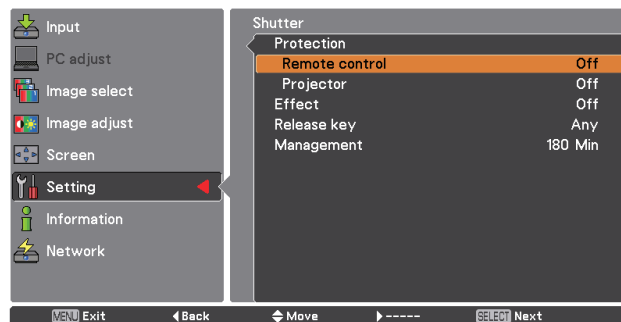 Input
PC adjust
Image select
Image adjust
Screen
Setting
Information
Network
Shutter
Protection
Remote control Off
Projector Off
Effect Off
Release key Any
Management 180 Min
MENU Exit Back Move ----- SELECT Next